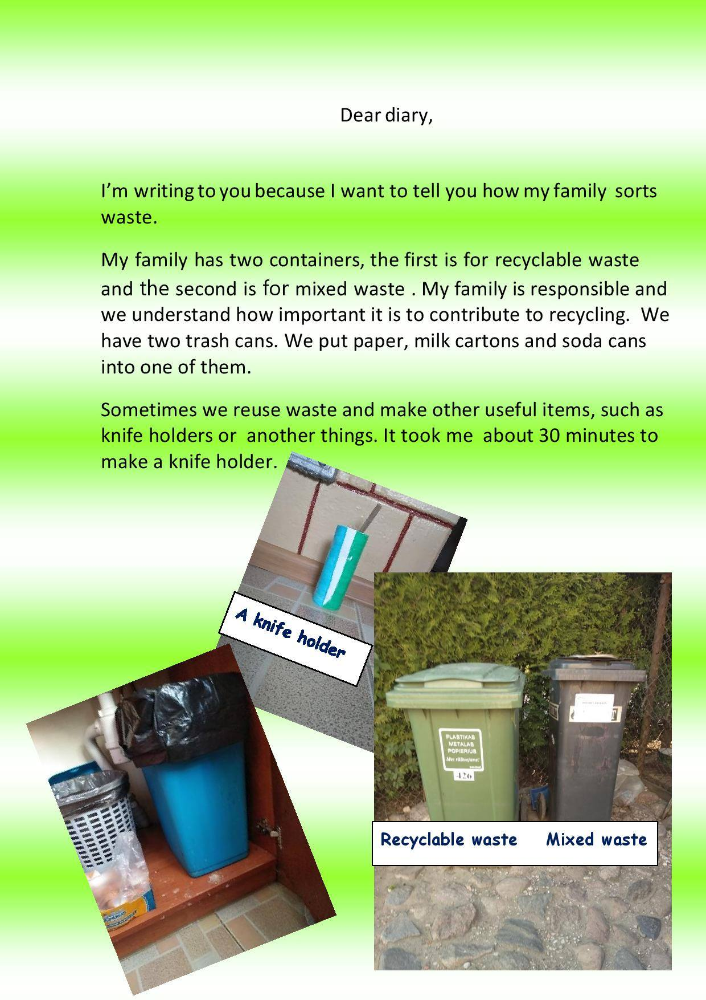 Dear diary,
I'm writing to you because I want to tell you how my family sorts
waste.
My family has two containers, the first is for recyclable waste
and the second is for mixed waste . My family is responsible and
we understand how important it is to contribute to recycling. We
have two trash cans. We put paper, milk cartons and soda cans
into one of them.
Sometimes we reuse waste and make other useful items, such as
knife holders or another things. It took me about 30 minutes to
make a knife holder.
A knife holder
PLASTIKAS
METALAS
POPIERIUS
426
Recyclable waste Mixed waste